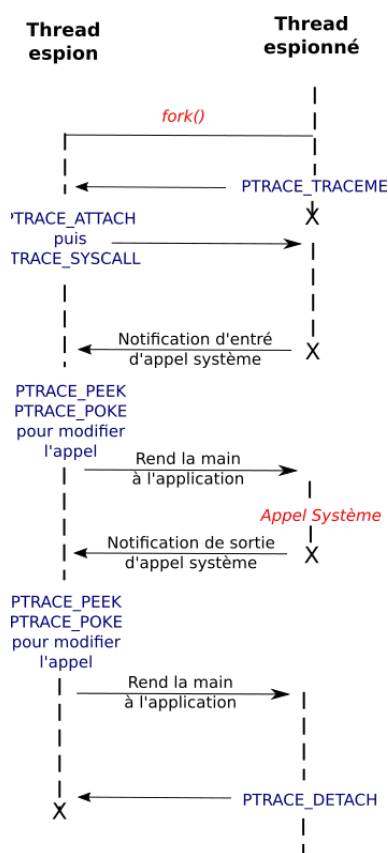 Thread
espion
Thread
espionné
fork()
PTRACE_TRACEME
PTRACE_ATTACH
puis
TRACE_SYSCALL
Notification d'entré
d'appel système
PTRACE_PEEK
PTRACE_POKE
pour modifier
l'appel
Rend la main
à l'application
Appel Système
Notification de sortie
d'appel système
PTRACE_PEEK
PTRACE_POKE
pour modifier
l'appel
Rend la main
à l'application
PTRACE_DETACH